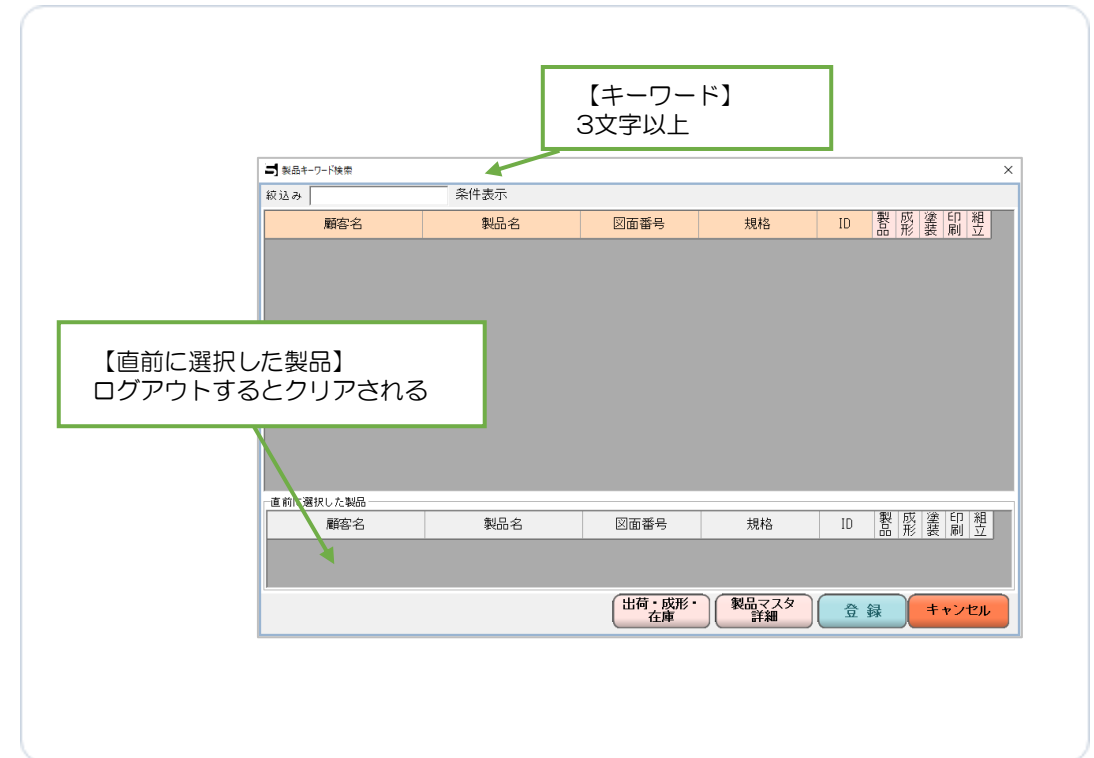 【キーワード】
3文字以上
製品キーワード検索
×
絞込み 条件表示
顧客名 製品名 図面番号 規格 ID 製品 成形 塗装 印刷 組立
【直前に選択した製品】
ログアウトするとクリアされる
直前に選択した製品
顧客名 製品名 図面番号 規格 ID 製品 成形 塗装 印刷 組立
出荷・成形・
在庫
製品マスタ
詳細
登 録
キャンセル